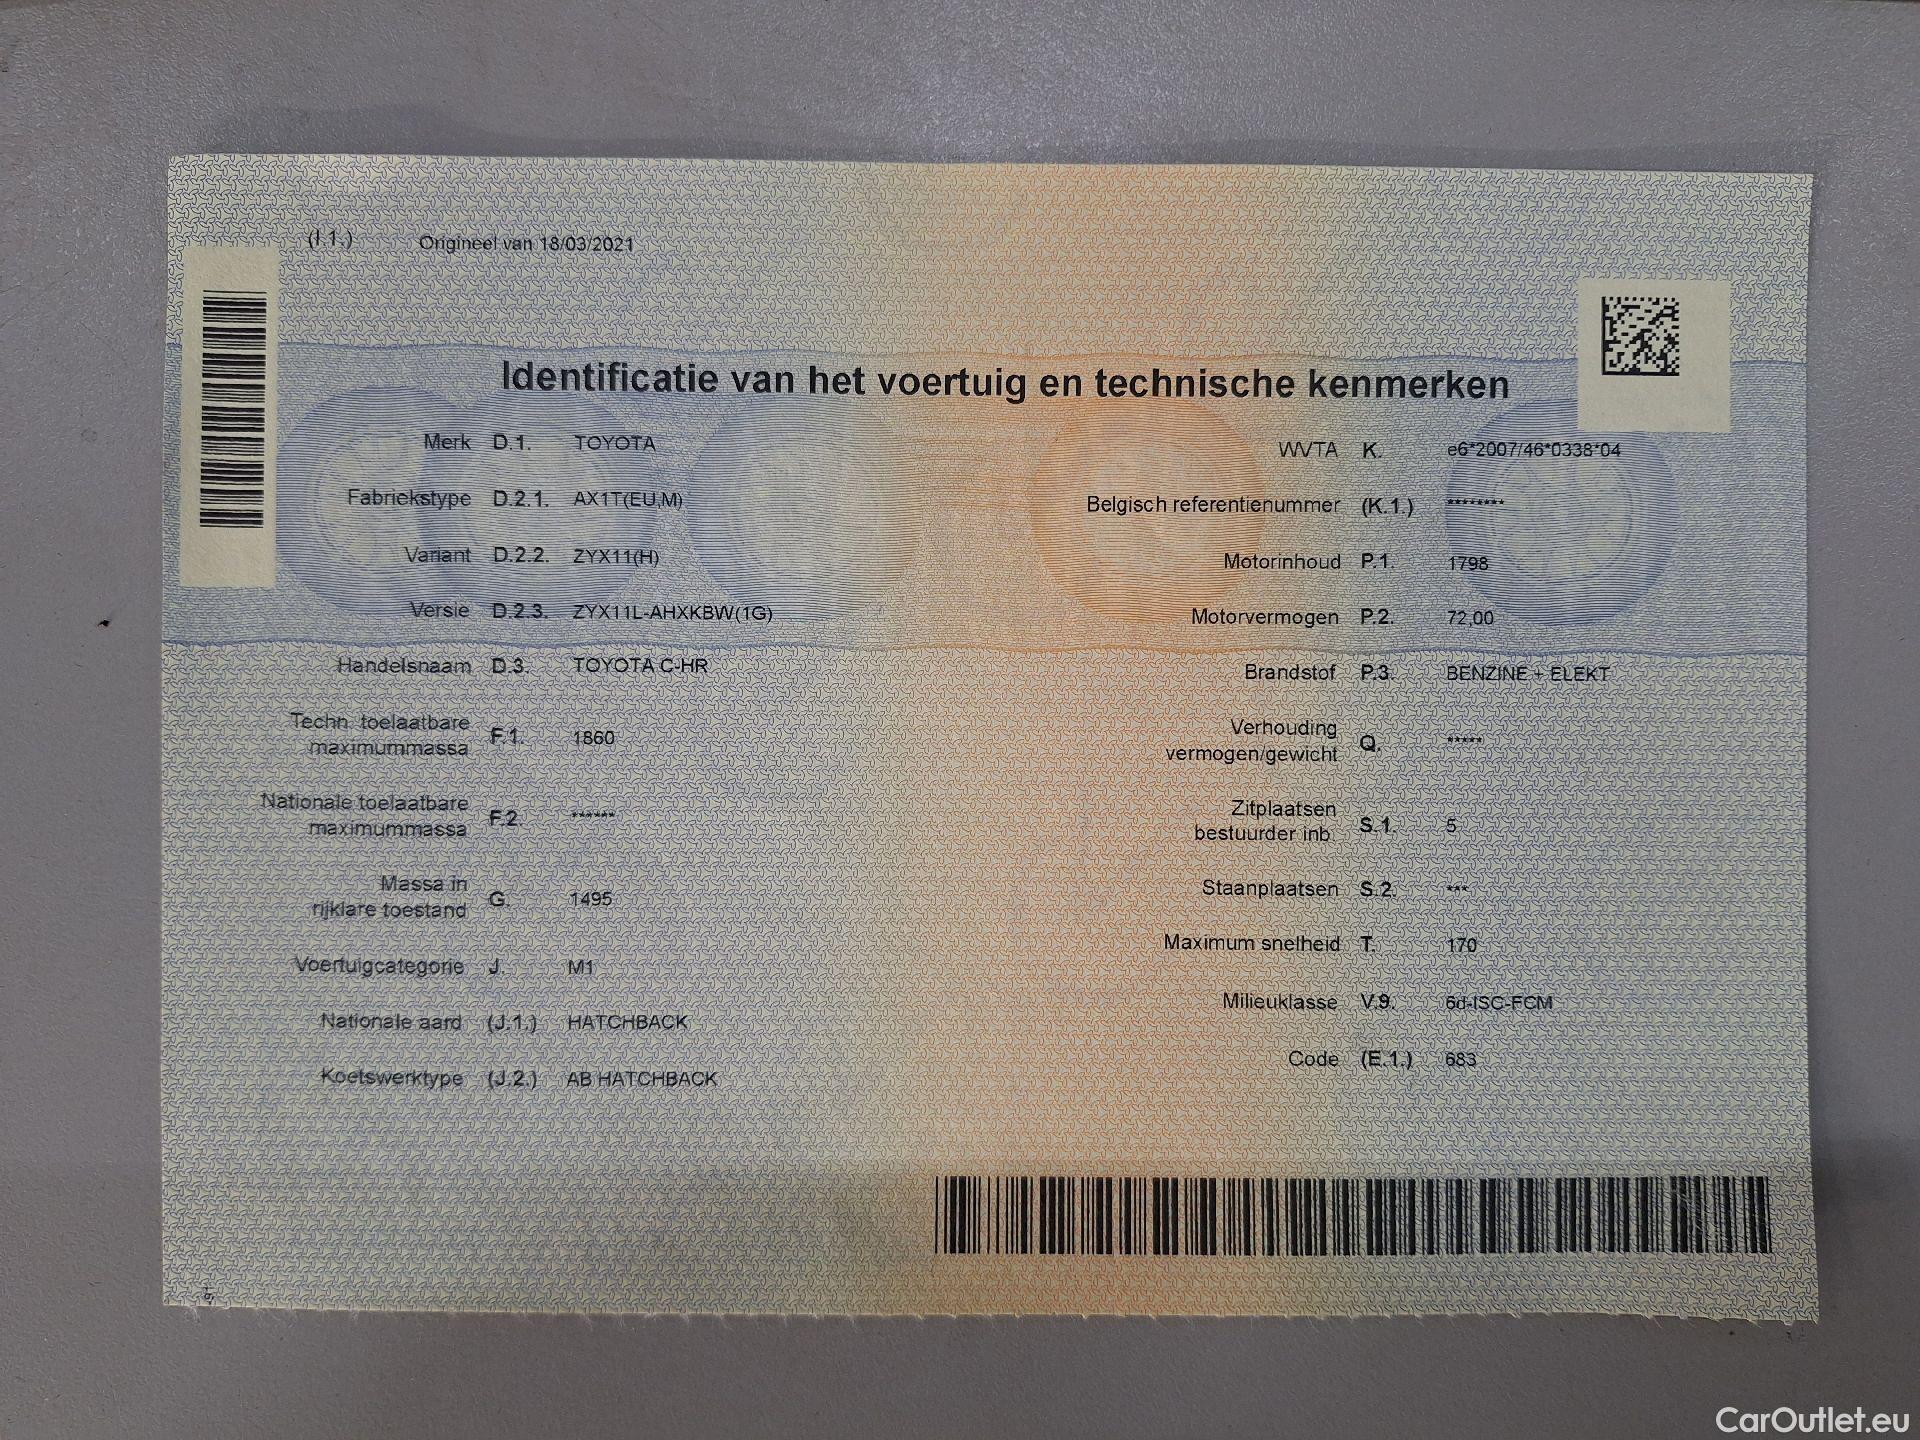 (I.1.) Origineel van 18/03/2021
Identificatie van het voertuig en technische kenmerken
Merk D.1. TOYOTA
Fabriekstype D.2.1. AX1T(EU,M)
Variant D.2.2. ZYX11(H)
Versie D.2.3. ZYX11L-AHXKBW(1G)
Handelsnaam D.3. TOYOTA C-HR
Techn. toelaatbare
maximummassa F.1. 1860
Nationale toelaatbare
maximummassa F.2. ******
Massa in
rijklare toestand G. 1495
Voertuigcategorie J. M1
Nationale aard (J.1.) HATCHBACK
Koetswerktype (J.2.) AB HATCHBACK
WVTA K. e6*2007/46*0338*04
Belgisch referentienummer (K.1.) ********
Motorinhoud P.1. 1798
Motorvermogen P.2. 72,00
Brandstof P.3. BENZINE + ELEKT
Verhouding
vermogen/gewicht Q. *****
Zitplaatsen
bestuurder inb. S.1. 5
Staanplaatsen S.2. ***
Maximum snelheid T. 170
Milieuklasse V.9. 6d-ISC-FCM
Code (E.1.) 683
CarOutlet.eu